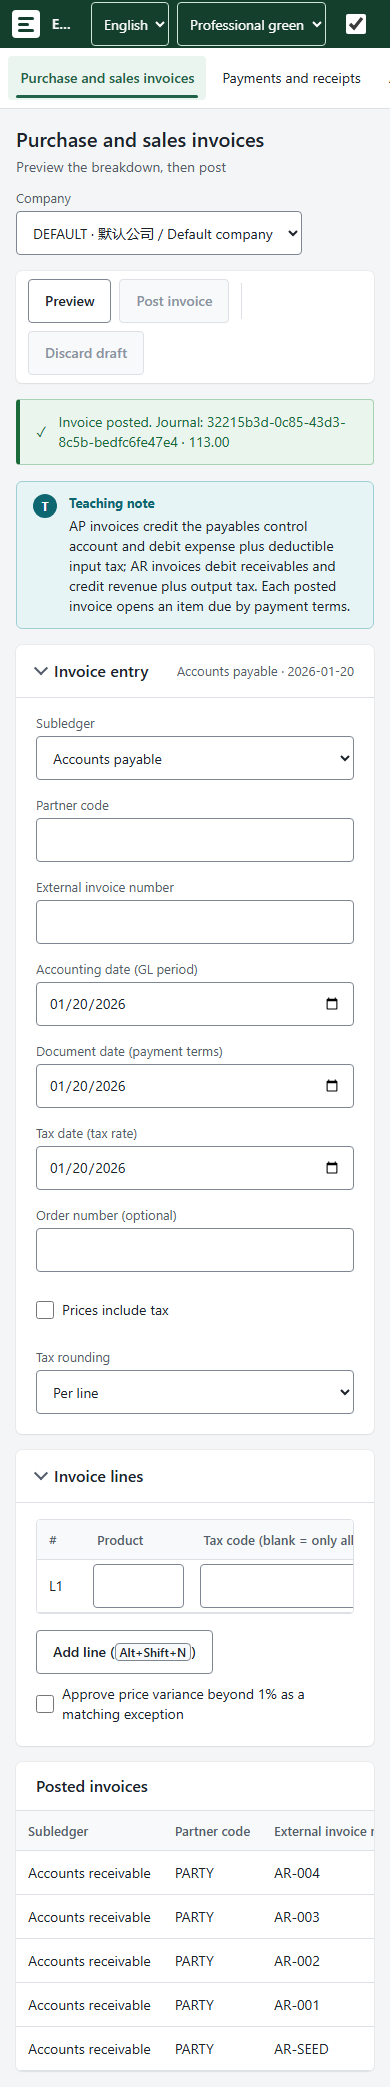 E...
English
Professional green
Purchase and sales invoices
Payments and receipts
Purchase and sales invoices
Preview the breakdown, then post
Company
DEFAULT · 默认公司 / Default company
Preview
Post invoice
Discard draft
✓ Invoice posted. Journal: 32215b3d-0c85-43d3-
8c5b-bedfc6fe47e4 · 113.00
T
Teaching note
AP invoices credit the payables control
account and debit expense plus deductible
input tax; AR invoices debit receivables and
credit revenue plus output tax. Each posted
invoice opens an item due by payment terms.
Invoice entry
Accounts payable · 2026-01-20
Subledger
Accounts payable
Partner code
External invoice number
Accounting date (GL period)
01/20/2026
Document date (payment terms)
01/20/2026
Tax date (tax rate)
01/20/2026
Order number (optional)
Prices include tax
Tax rounding
Per line
Invoice lines
# Product Tax code (blank = only all
L1
Add line (Alt+Shift+N)
Approve price variance beyond 1% as a
matching exception
Posted invoices
Subledger Partner code External invoice
Accounts receivable PARTY AR-004
Accounts receivable PARTY AR-003
Accounts receivable PARTY AR-002
Accounts receivable PARTY AR-001
Accounts receivable PARTY AR-SEED